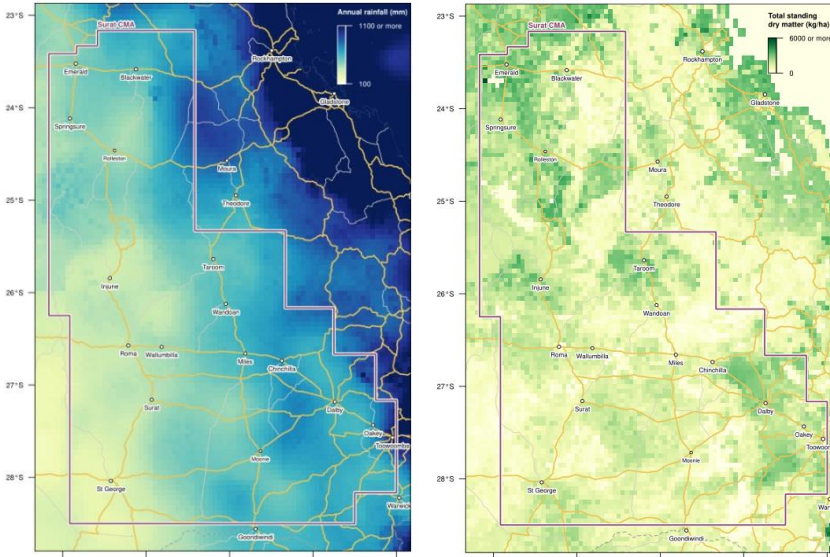 23°S
24°S
25°S
26°S
27°S
28°S
Surat CMA
Annual rainfall (mm)
1100 or more
100
Rockhampton
Emerald
Blackwater
Gladstone
Springsure
Rolleston
Moura
Theodore
Taroom
Injune
Wandoan
Roma
Wallumbilla
Miles
Chinchilla
Surat
Dalby
Oakey
Toowoomba
Moonie
St George
Warwick
Goondiwindi
23°S
24°S
25°S
26°S
27°S
28°S
Surat CMA
Total standing
dry matter (kg/ha)
6000 or more
0
Rockhampton
Emerald
Blackwater
Gladstone
Springsure
Rolleston
Moura
Theodore
Taroom
Injune
Wandoan
Roma
Wallumbilla
Miles
Chinchilla
Surat
Dalby
Oakey
Toowoom
Moonie
St George
War
Goondiwindi